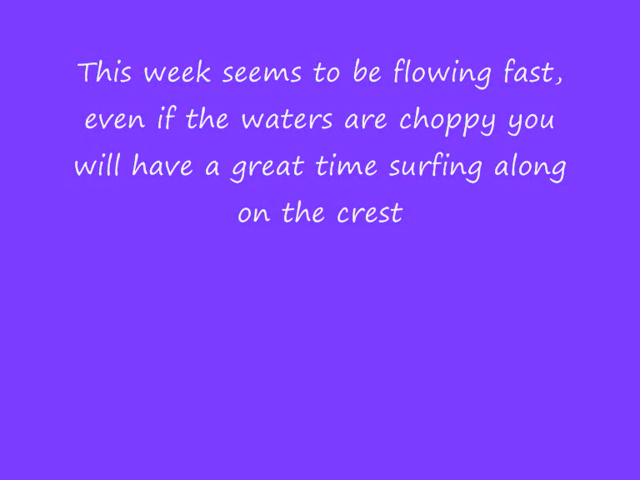 This week seems to be flowing fast,
even if the waters are choppy you
will have a great time surfing along
on the crest